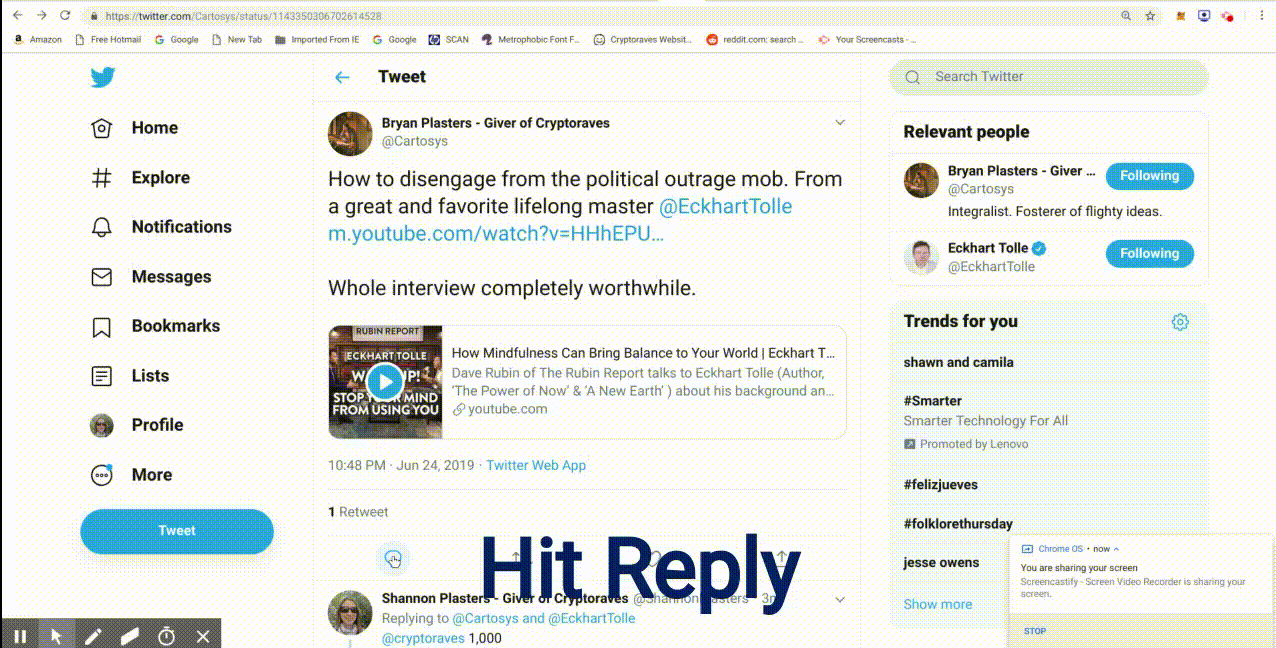 https://twitter.com/Cartosys/status/1143350306702614528
Amazon Free Hotmail Google New Tab Imported From IE Google SCAN Metrophobic Font F... Cryptoraves Websit... reddit.com: search ... Your Screencasts - ...
Tweet
Search Twitter
Home
Explore
Notifications
Messages
Bookmarks
Lists
Profile
More
Tweet
Bryan Plasters - Giver of Cryptoraves
@Cartosys
How to disengage from the political outrage mob. From
a great and favorite lifelong master @EckhartTolle
m.youtube.com/watch?v=HHhEPU...
Whole interview completely worthwhile.
RUBIN REPORT
ECKHART TOLLE
STOP YOUR MIND
FROM USING YOU
How Mindfulness Can Bring Balance to Your World | Eckhart T...
Dave Rubin of The Rubin Report talks to Eckhart Tolle (Author,
'The Power of Now' & 'A New Earth' ) about his background an...
youtube.com
10:48 PM · Jun 24, 2019 · Twitter Web App
1 Retweet
Hit Reply
Shannon Plasters - Giver of Cryptoraves @ShannonPlasters · 3m
Replying to @Cartosys and @EckhartTolle
@cryptoraves 1,000
Relevant people
Bryan Plasters - Giver ...
@Cartosys
Following
Integralist. Fosterer of flighty ideas.
Eckhart Tolle
@EckhartTolle
Following
Trends for you
shawn and camila
#Smarter
Smarter Technology For All
Promoted by Lenovo
#felizjueves
#folklorethursday
jesse owens
Show more
Chrome OS · now
You are sharing your screen
Screencastify - Screen Video Recorder is sharing your
screen.
STOP